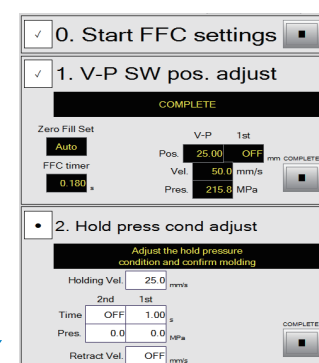 0. Start FFC settings
1. V-P SW pos. adjust
COMPLETE
Zero Fill Set
Auto
FFC timer
0.180 s
V-P 1st
Pos. 25.00 OFF mm
Vel. 50.0 mm/s
Pres. 215.8 MPa
COMPLETE
2. Hold press cond adjust
Adjust the hold pressure
condition and confirm molding
Holding Vel. 25.0 mm/s
2nd 1st
Time OFF 1.00 s
Pres. 0.0 0.0 MPa
Retract Vel. OFF mm/s
COMPLETE